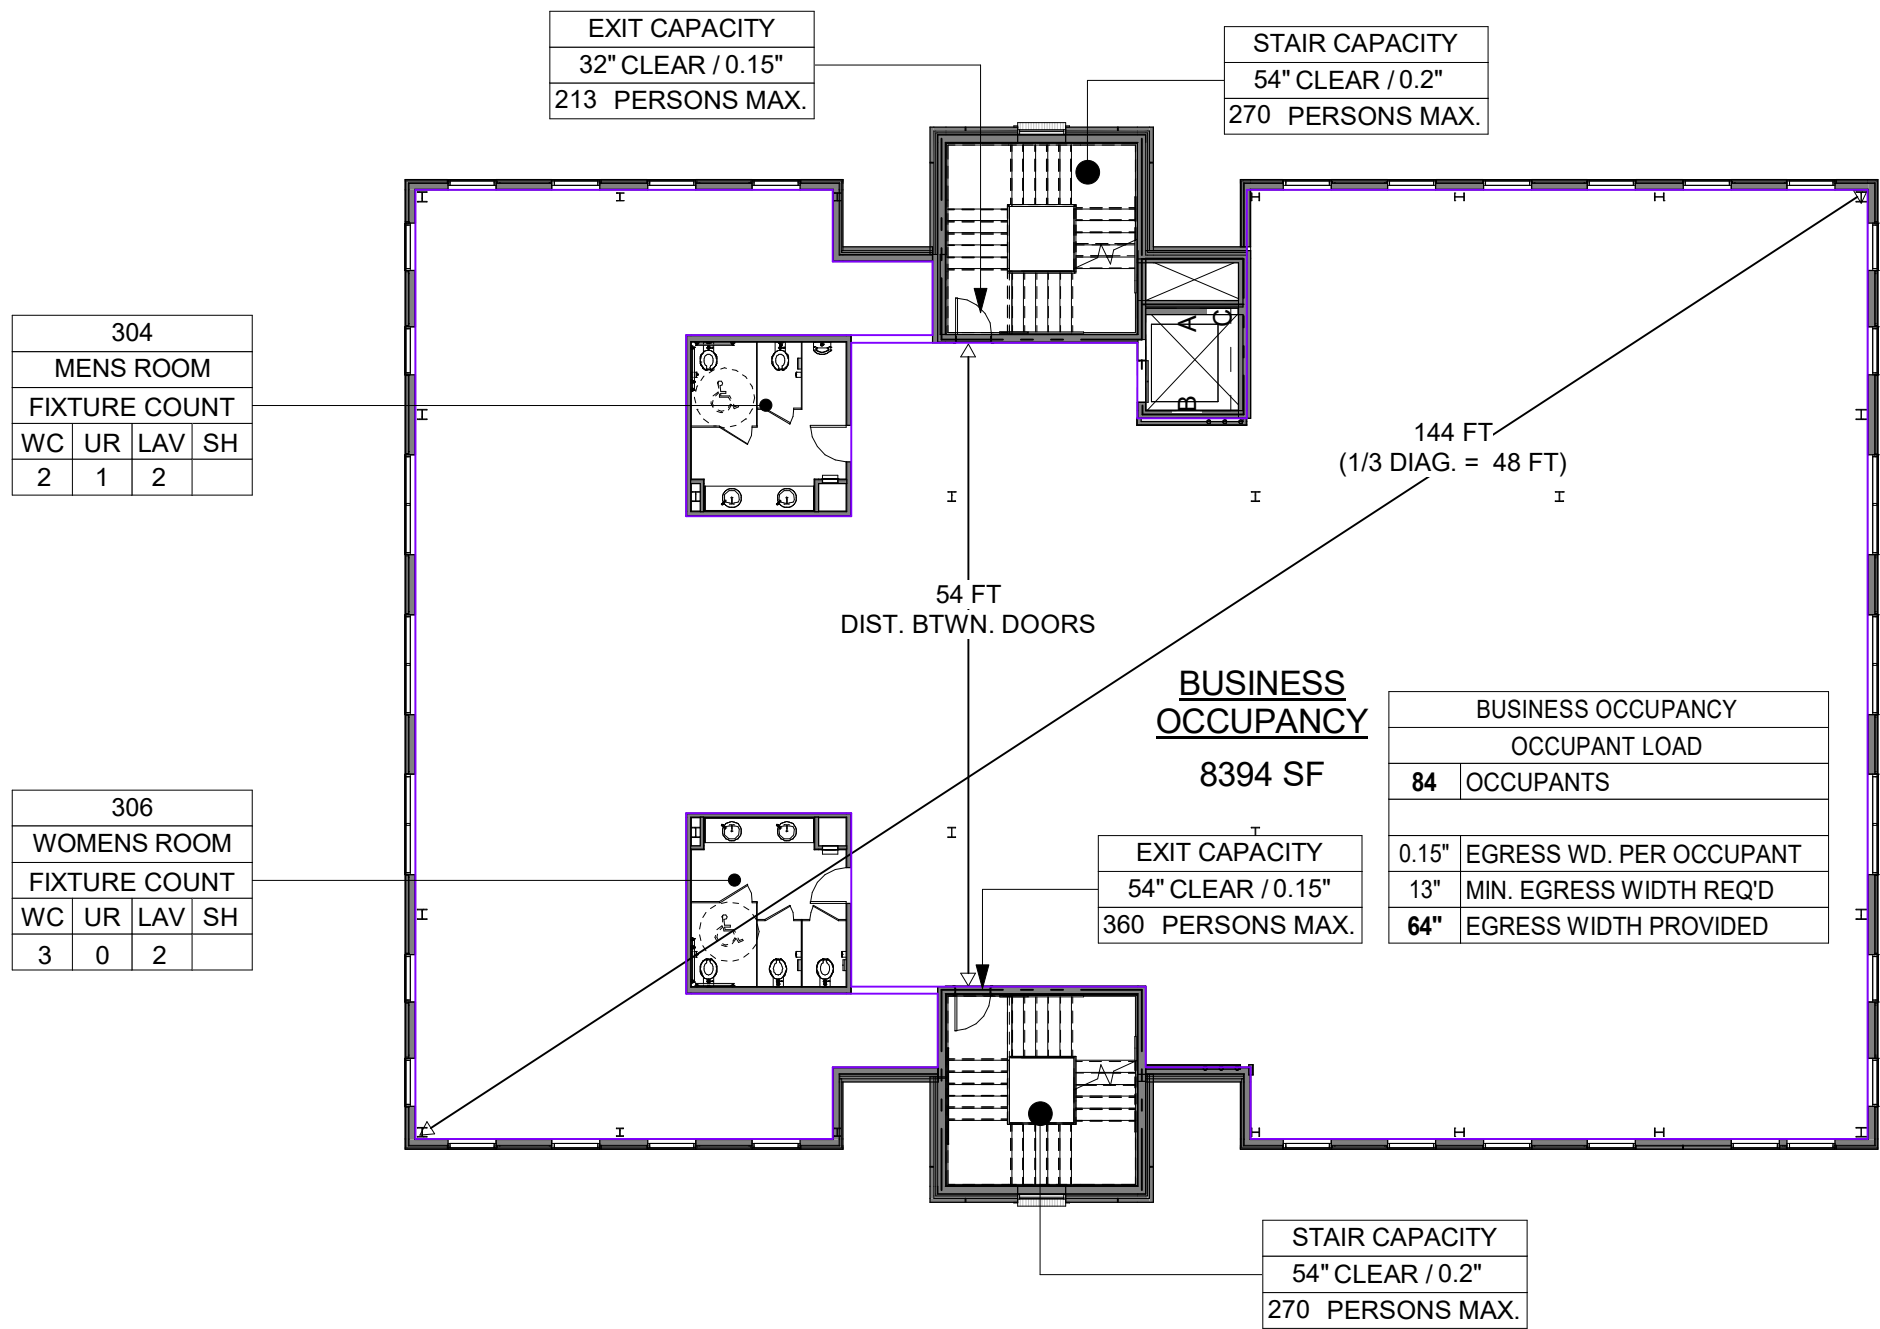 EXIT CAPACITY
32" CLEAR / 0.15"
213 PERSONS MAX.
STAIR CAPACITY
54" CLEAR / 0.2"
270 PERSONS MAX.
304
MENS ROOM
FIXTURE COUNT
WC UR LAV SH
2 1 2
A
C
B
144 FT
(1/3 DIAG. = 48 FT)
54 FT
DIST. BTWN. DOORS
BUSINESS
OCCUPANCY
8394 SF
BUSINESS OCCUPANCY
OCCUPANT LOAD
84 OCCUPANTS
0.15" EGRESS WD. PER OCCUPANT
13" MIN. EGRESS WIDTH REQ'D
64" EGRESS WIDTH PROVIDED
306
WOMENS ROOM
FIXTURE COUNT
WC UR LAV SH
3 0 2
EXIT CAPACITY
54" CLEAR / 0.15"
360 PERSONS MAX.
STAIR CAPACITY
54" CLEAR / 0.2"
270 PERSONS MAX.